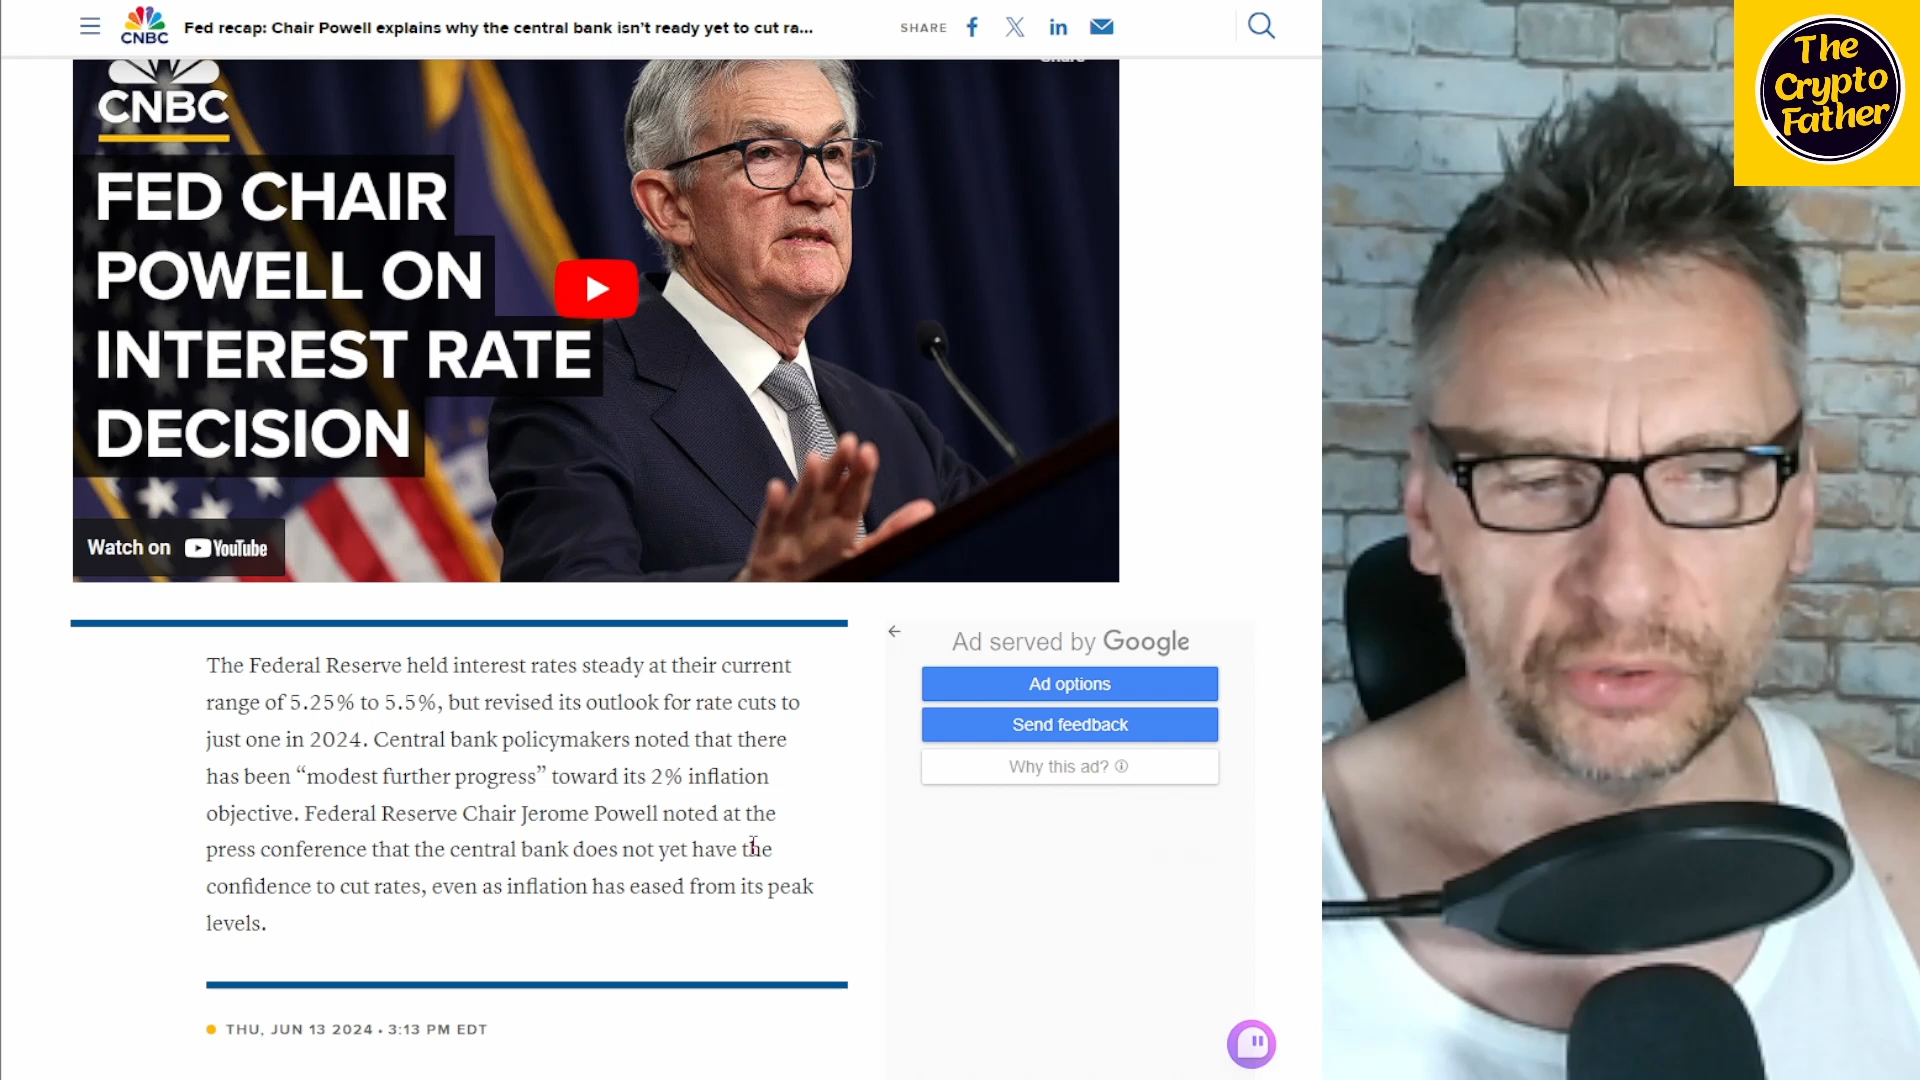 CNBC
Fed recap: Chair Powell explains why the central bank isn't ready yet to cut ra...
SHARE
The
Crypto
Father
CNBC
FED CHAIR
POWELL ON
INTEREST RATE
DECISION
Watch on YouTube
The Federal Reserve held interest rates steady at their current
range of 5.25% to 5.5%, but revised its outlook for rate cuts to
just one in 2024. Central bank policymakers noted that there
has been “modest further progress” toward its 2% inflation
objective. Federal Reserve Chair Jerome Powell noted at the
press conference that the central bank does not yet have the
confidence to cut rates, even as inflation has eased from its peak
levels.
Ad served by Google
Ad options
Send feedback
Why this ad?
THU, JUN 13 2024 • 3:13 PM EDT